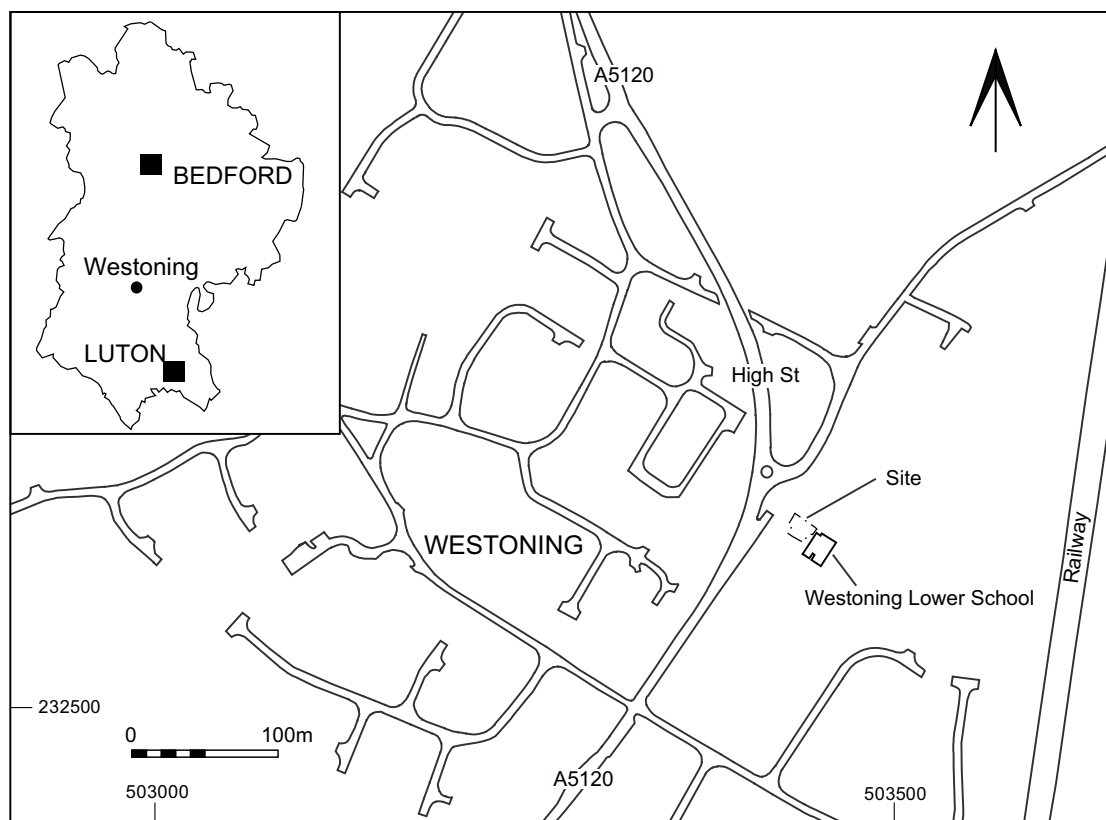 A5120
BEDFORD
Westoning
LUTON
High St
Site
WESTONING
Railway
Westoning Lower School
232500
0 100m
A5120
503000
503500